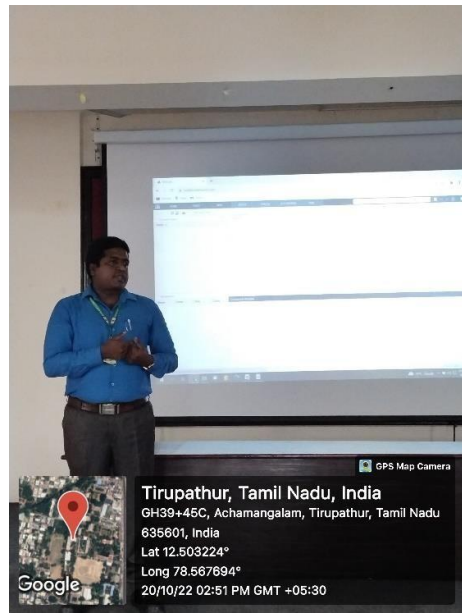 GPS Map Camera
Tirupathur, Tamil Nadu, India
GH39+45C, Achamangalam, Tirupathur, Tamil Nadu
635601, India
Lat 12.503224°
Long 78.567694°
20/10/22 02:51 PM GMT +05:30
Google